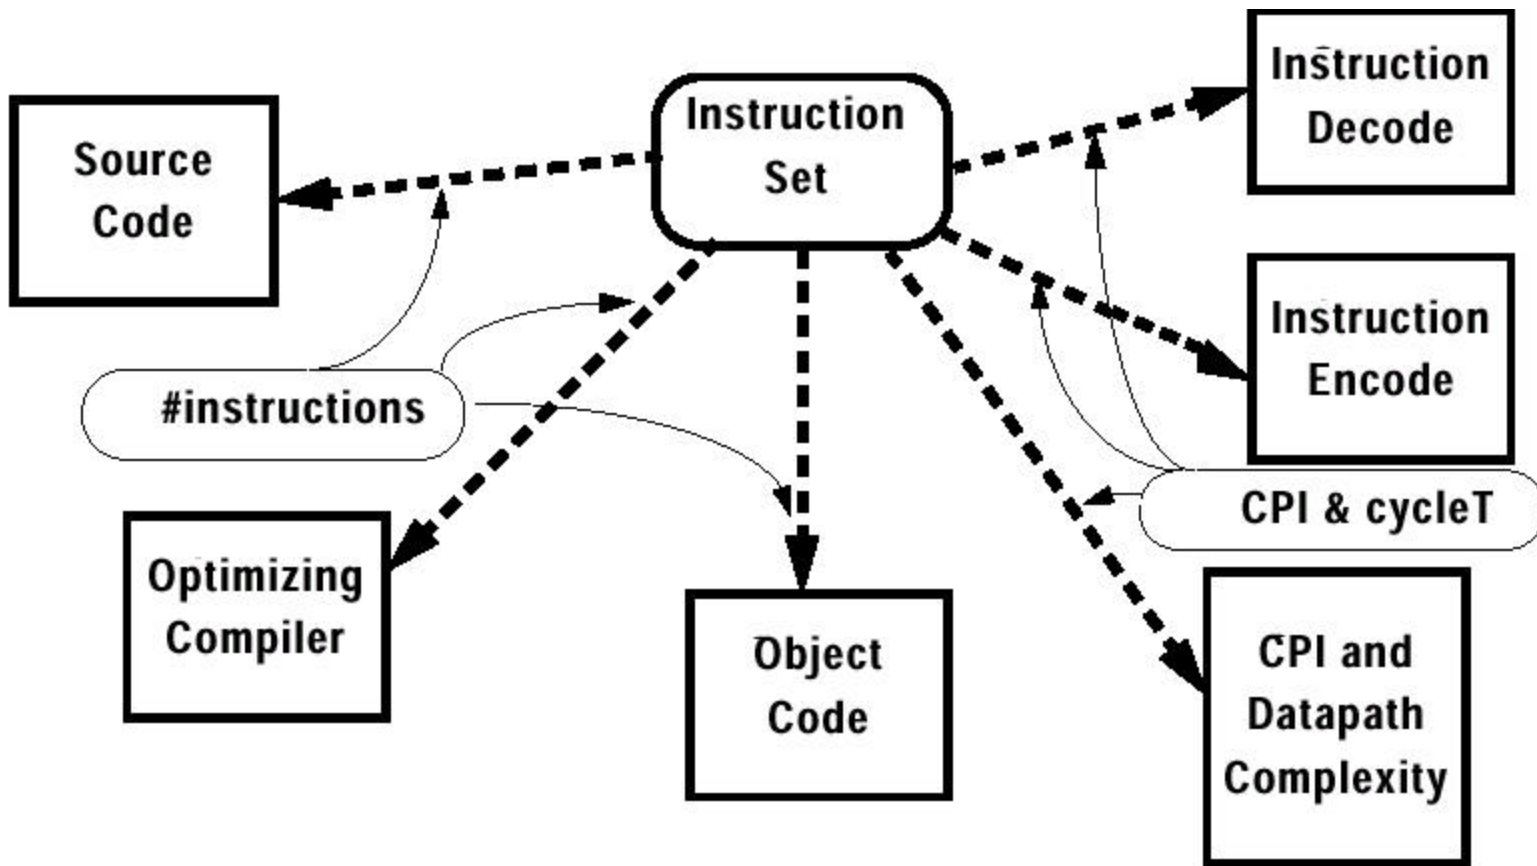 Instruction
Set
Source
Code
Instruction
Decode
Instruction
Encode
#instructions
CPI & cycleT
Optimizing
Compiler
Object
Code
CPI and
Datapath
Complexity